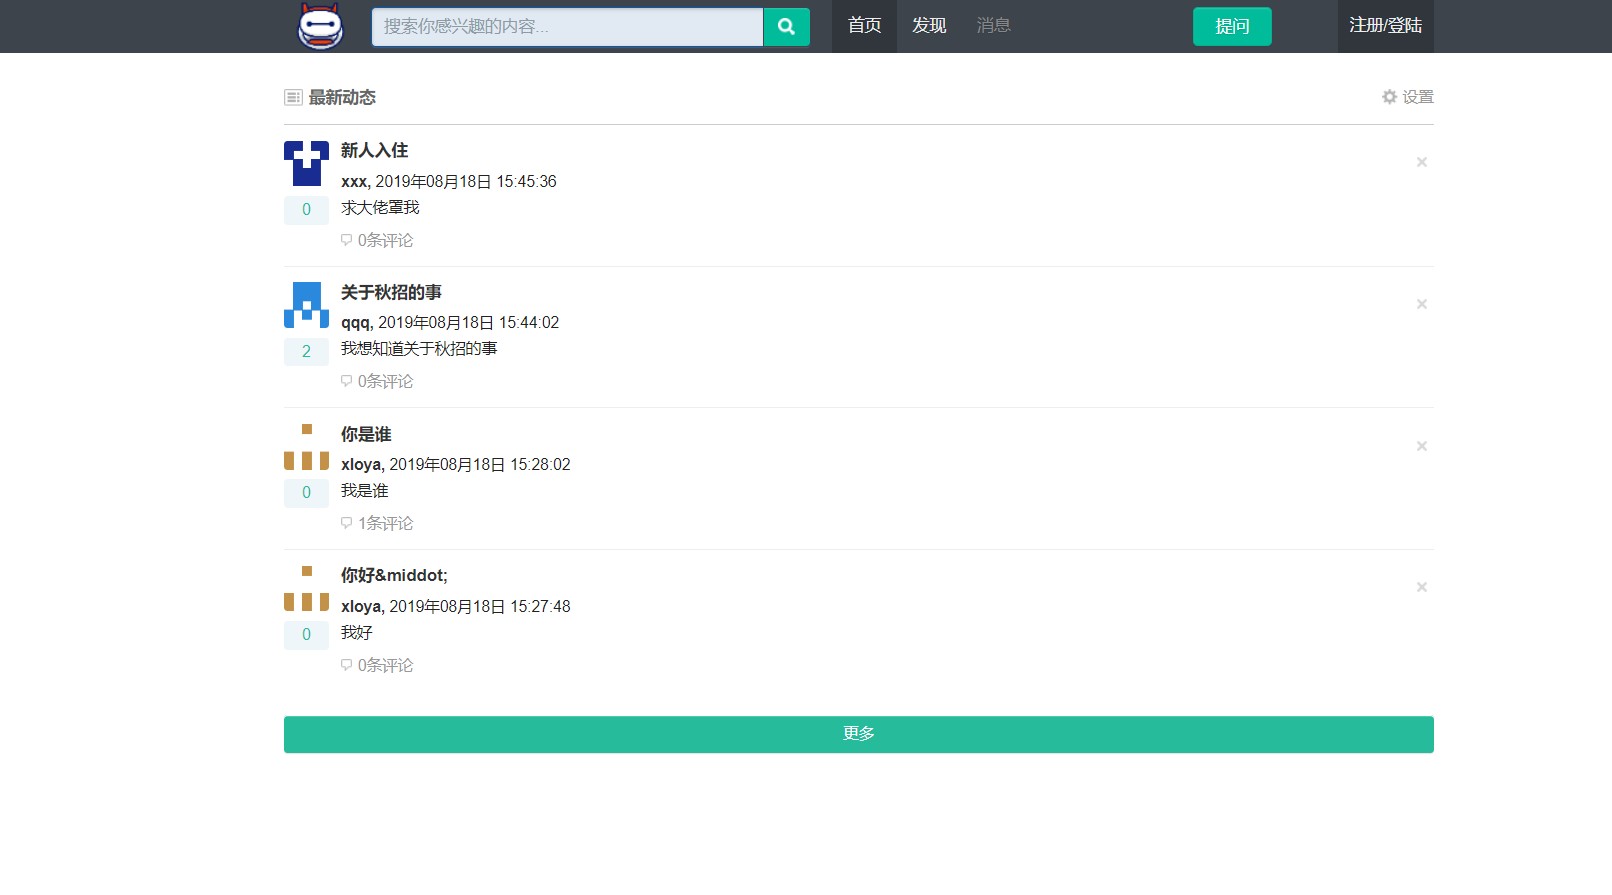 搜索你感兴趣的内容...
首页 发现 消息 提问 注册/登陆
最新动态 设置
新人入住
xxx, 2019年08月18日 15:45:36
0 求大佬罩我
0条评论
关于秋招的事
qqq, 2019年08月18日 15:44:02
2 我想知道关于秋招的事
0条评论
你是谁
xloya, 2019年08月18日 15:28:02
0 我是谁
1条评论
你好&middot;
xloya, 2019年08月18日 15:27:48
0 我好
0条评论
更多